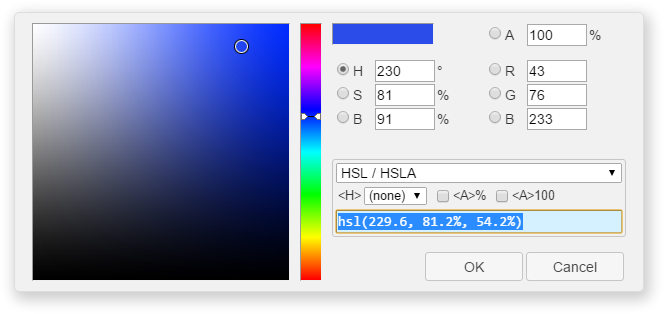 A 100 %
H 230 ° R 43
S 81 % G 76
B 91 % B 233
HSL / HSLA
<H> (none) <A>% <A>100
hsl(229.6, 81.2%, 54.2%)
OK Cancel